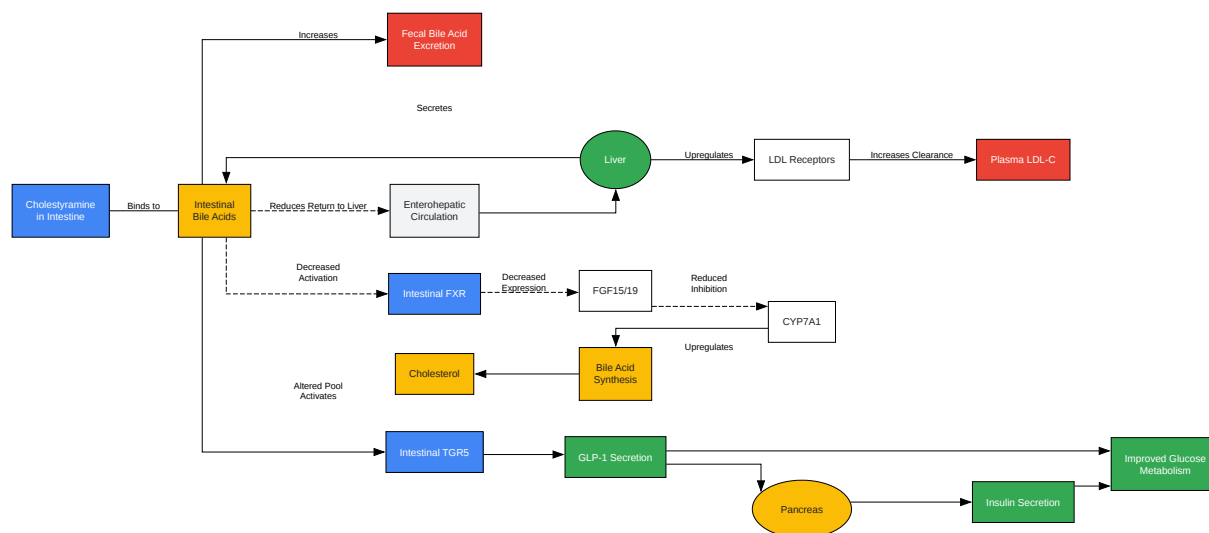 Increases
Fecal Bile Acid
Excretion
Secretes
Liver
Upregulates
LDL Receptors
Increases Clearance
Plasma LDL-C
Cholestyramine
in Intestine
Binds to
Intestinal
Bile Acids
Reduces Return to Liver
Enterohepatic
Circulation
Decreased
Activation
Intestinal FXR
Decreased
Expression
FGF15/19
Reduced
Inhibition
CYP7A1
Upregulates
Bile Acid
Synthesis
Cholesterol
Altered Pool
Activates
Intestinal TGR5
GLP-1 Secretion
Improved Glucose
Metabolism
Pancreas
Insulin Secretion